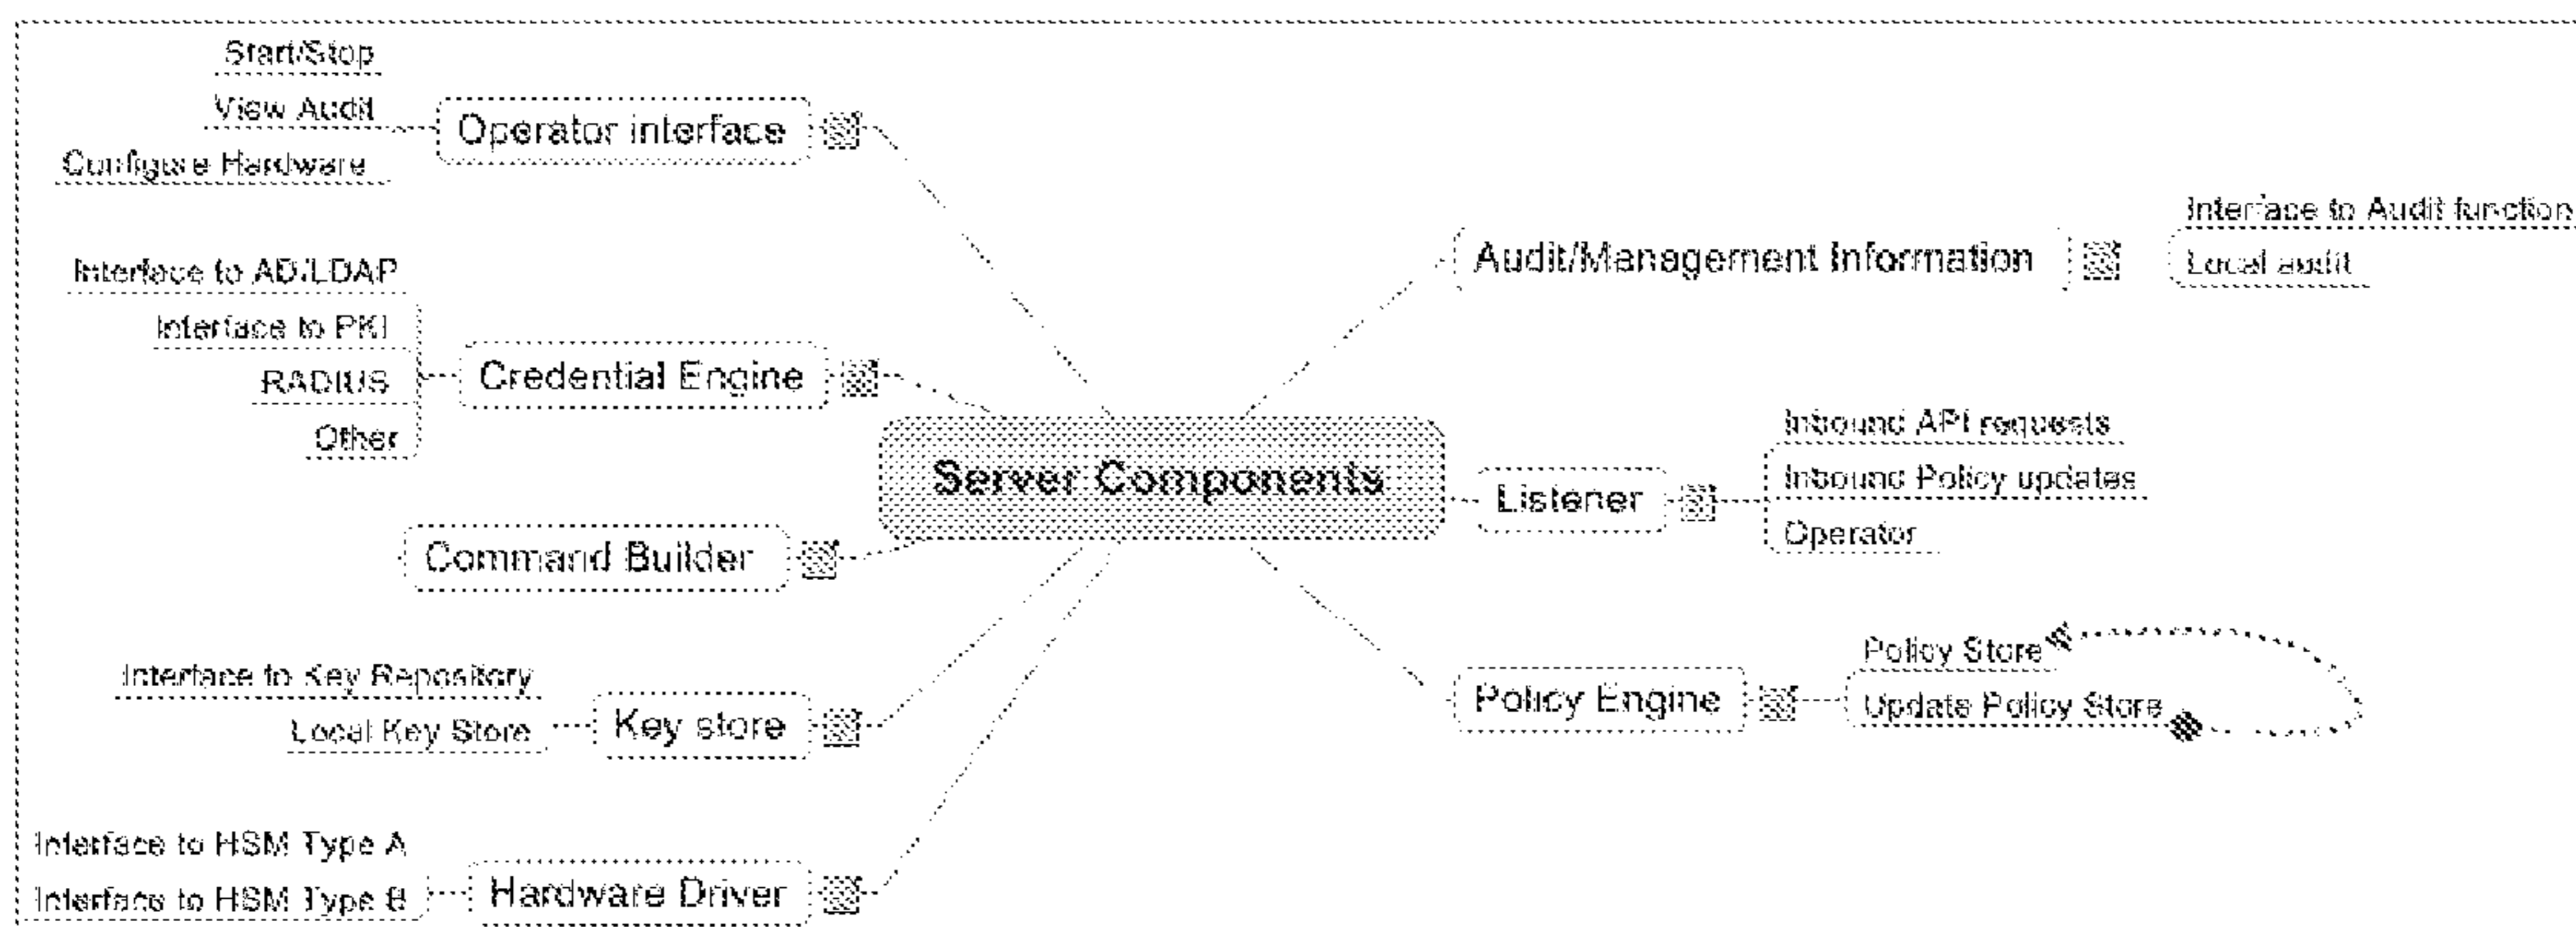 Start/Stop
View Audit
Configure Hardware
Operator interface
Interface to AD/LDAP
Interface to PKI
RADIUS
Other
Credential Engine
Server Components
Command Builder
Interface to Key Repository
Local Key Store
Key store
Interface to HSM Type A
Interface to HSM Type B
Hardware Driver
Audit/Management Information
Interface to Audit function
Local audit
Listener
Inbound API requests
Inbound Policy updates
Operator
Policy Engine
Policy Store
Update Policy Store